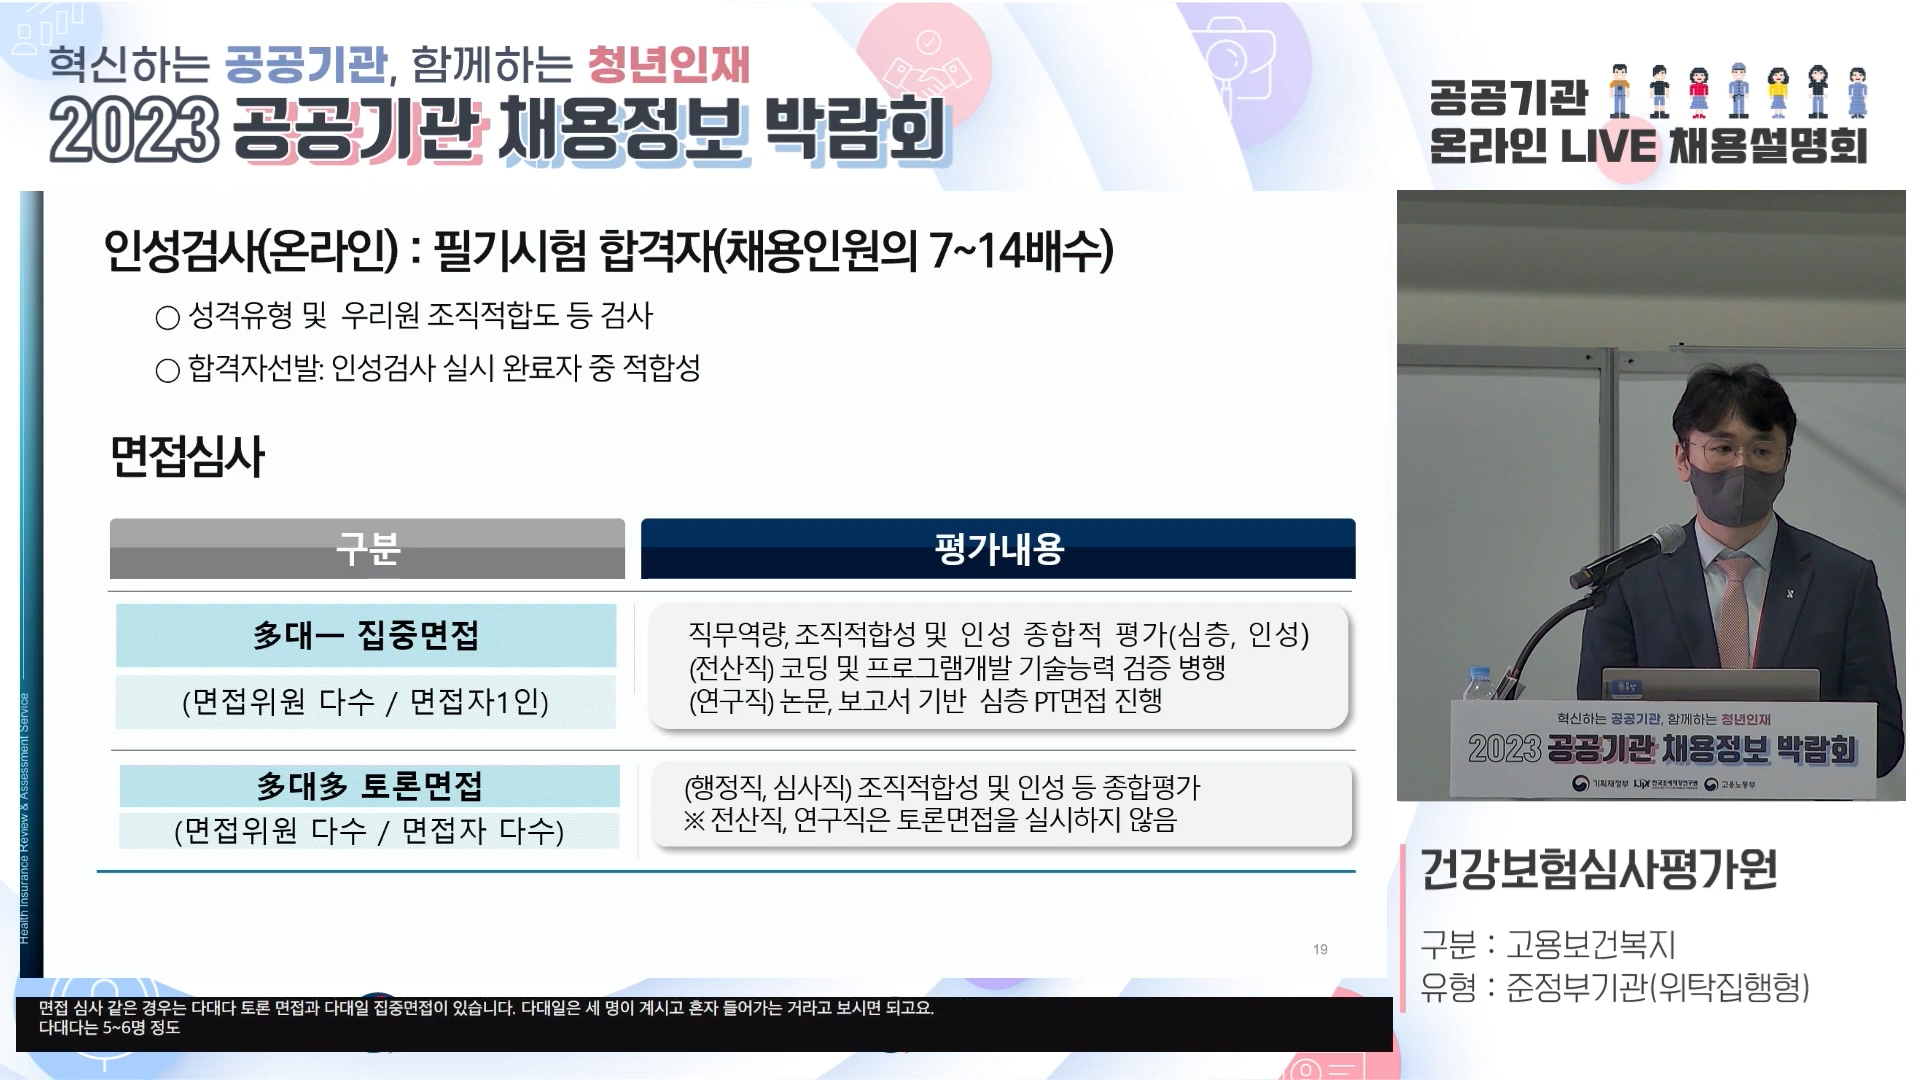 혁신하는 공공기관, 함께하는 청년인재
2023 공공기관 채용정보 박람회
공공기관
온라인 LIVE 채용설명회
인성검사(온라인) : 필기시험 합격자(채용인원의 7~14배수)
○ 성격유형 및 우리원 조직적합도 등 검사
○ 합격자선발: 인성검사 실시 완료자 중 적합성
면접심사
구분
평가내용
多대一 집중면접
(면접위원 다수 / 면접자1인)
직무역량, 조직적합성 및 인성 종합적 평가(심층, 인성)
(전산직) 코딩 및 프로그램개발 기술능력 검증 병행
(연구직) 논문, 보고서 기반 심층 PT면접 진행
多대多 토론면접
(면접위원 다수 / 면접자 다수)
(행정직, 심사직) 조직적합성 및 인성 등 종합평가
※ 전산직, 연구직은 토론면접을 실시하지 않음
Health Insurance Review & Assessment Service
19
혁신하는 공공기관, 함께하는 청년인재
2023 공공기관 채용정보 박람회
기획재정부 한국조세재정연구원 고용노동부
건강보험심사평가원
구분 : 고용보건복지
유형 : 준정부기관(위탁집행형)
면접 심사 같은 경우는 다대다 토론 면접과 다대일 집중면접이 있습니다. 다대일은 세 명이 계시고 혼자 들어가는 거라고 보시면 되고요.
다대다는 5~6명 정도